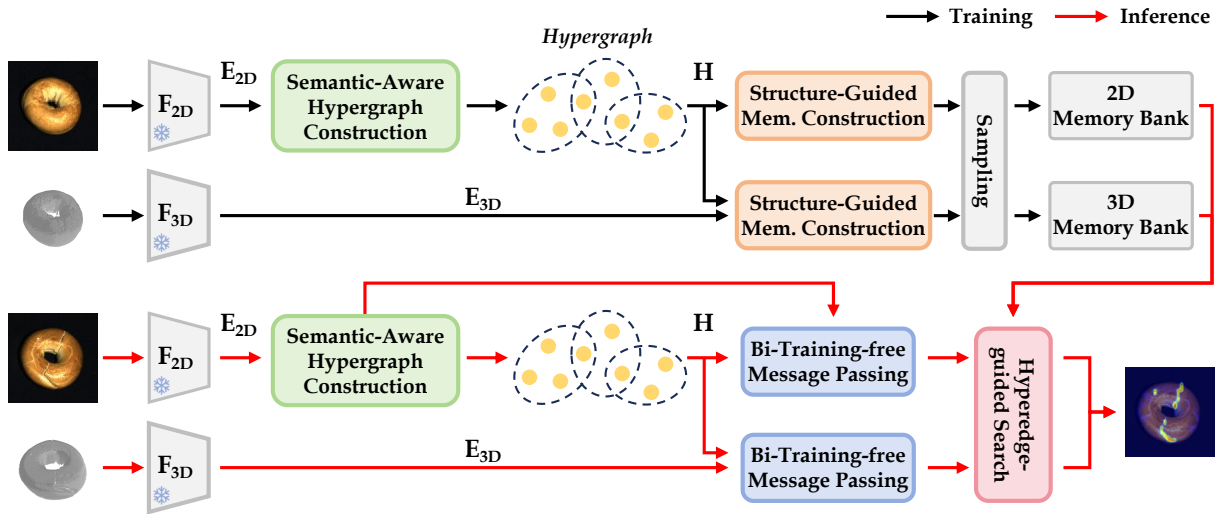 Training
Inference
Hypergraph
F2D
E2D
Semantic-Aware
Hypergraph
Construction
H
Structure-Guided
Mem. Construction
Sampling
2D
Memory Bank
F3D
E3D
Structure-Guided
Mem. Construction
3D
Memory Bank
F2D
E2D
Semantic-Aware
Hypergraph
Construction
H
Bi-Training-free
Message Passing
Hyperedge-
guided Search
F3D
E3D
Bi-Training-free
Message Passing